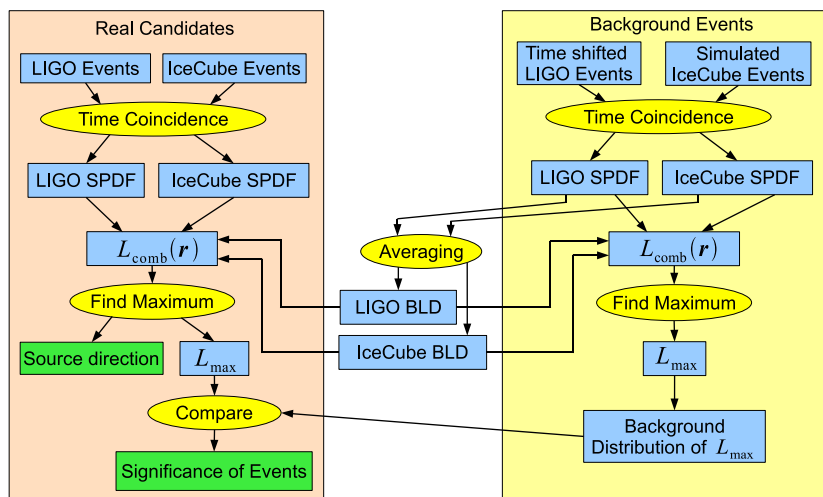 Real Candidates
LIGO Events
IceCube Events
Time Coincidence
LIGO SPDF
IceCube SPDF
L_comb(r)
Find Maximum
Source direction
L_max
Compare
Significance of Events
Averaging
LIGO BLD
IceCube BLD
Background Events
Time shifted
LIGO Events
Simulated
IceCube Events
Time Coincidence
LIGO SPDF
IceCube SPDF
L_comb(r)
Find Maximum
L_max
Background
Distribution of L_max